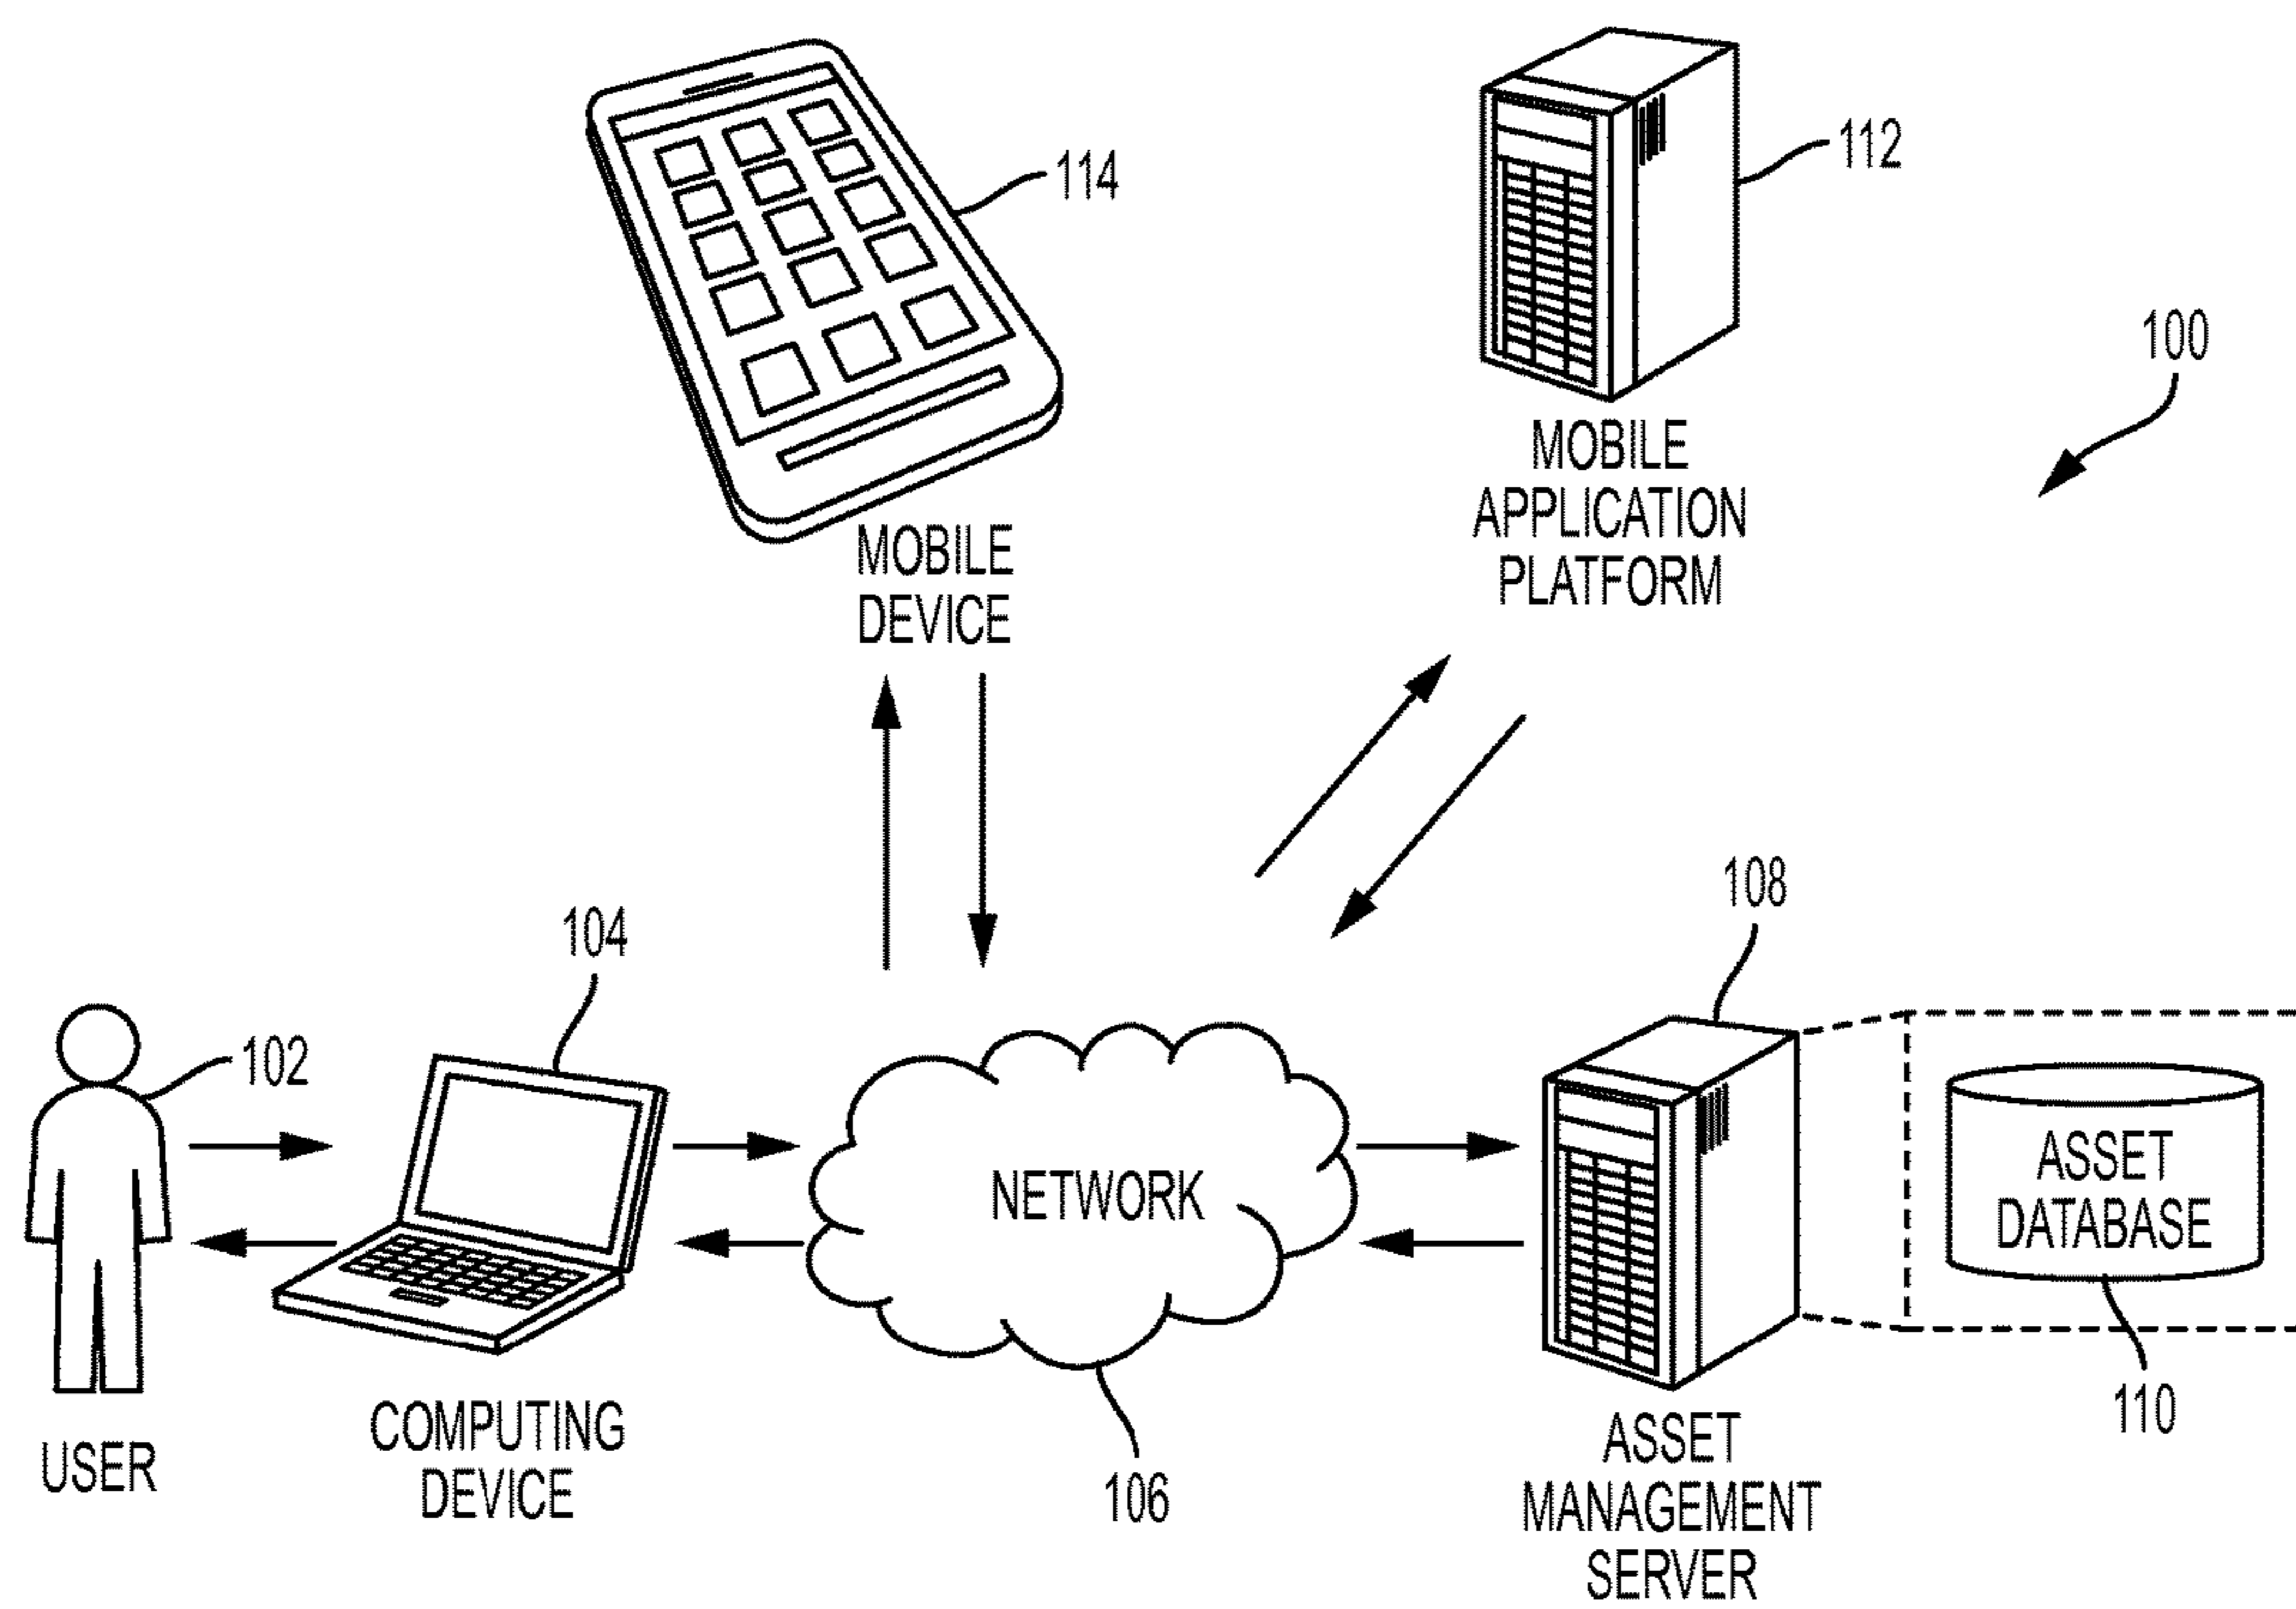 114
112
100
MOBILE
APPLICATION
PLATFORM
MOBILE
DEVICE
108
104
102
NETWORK
ASSET
DATABASE
110
USER
COMPUTING
DEVICE
106
ASSET
MANAGEMENT
SERVER